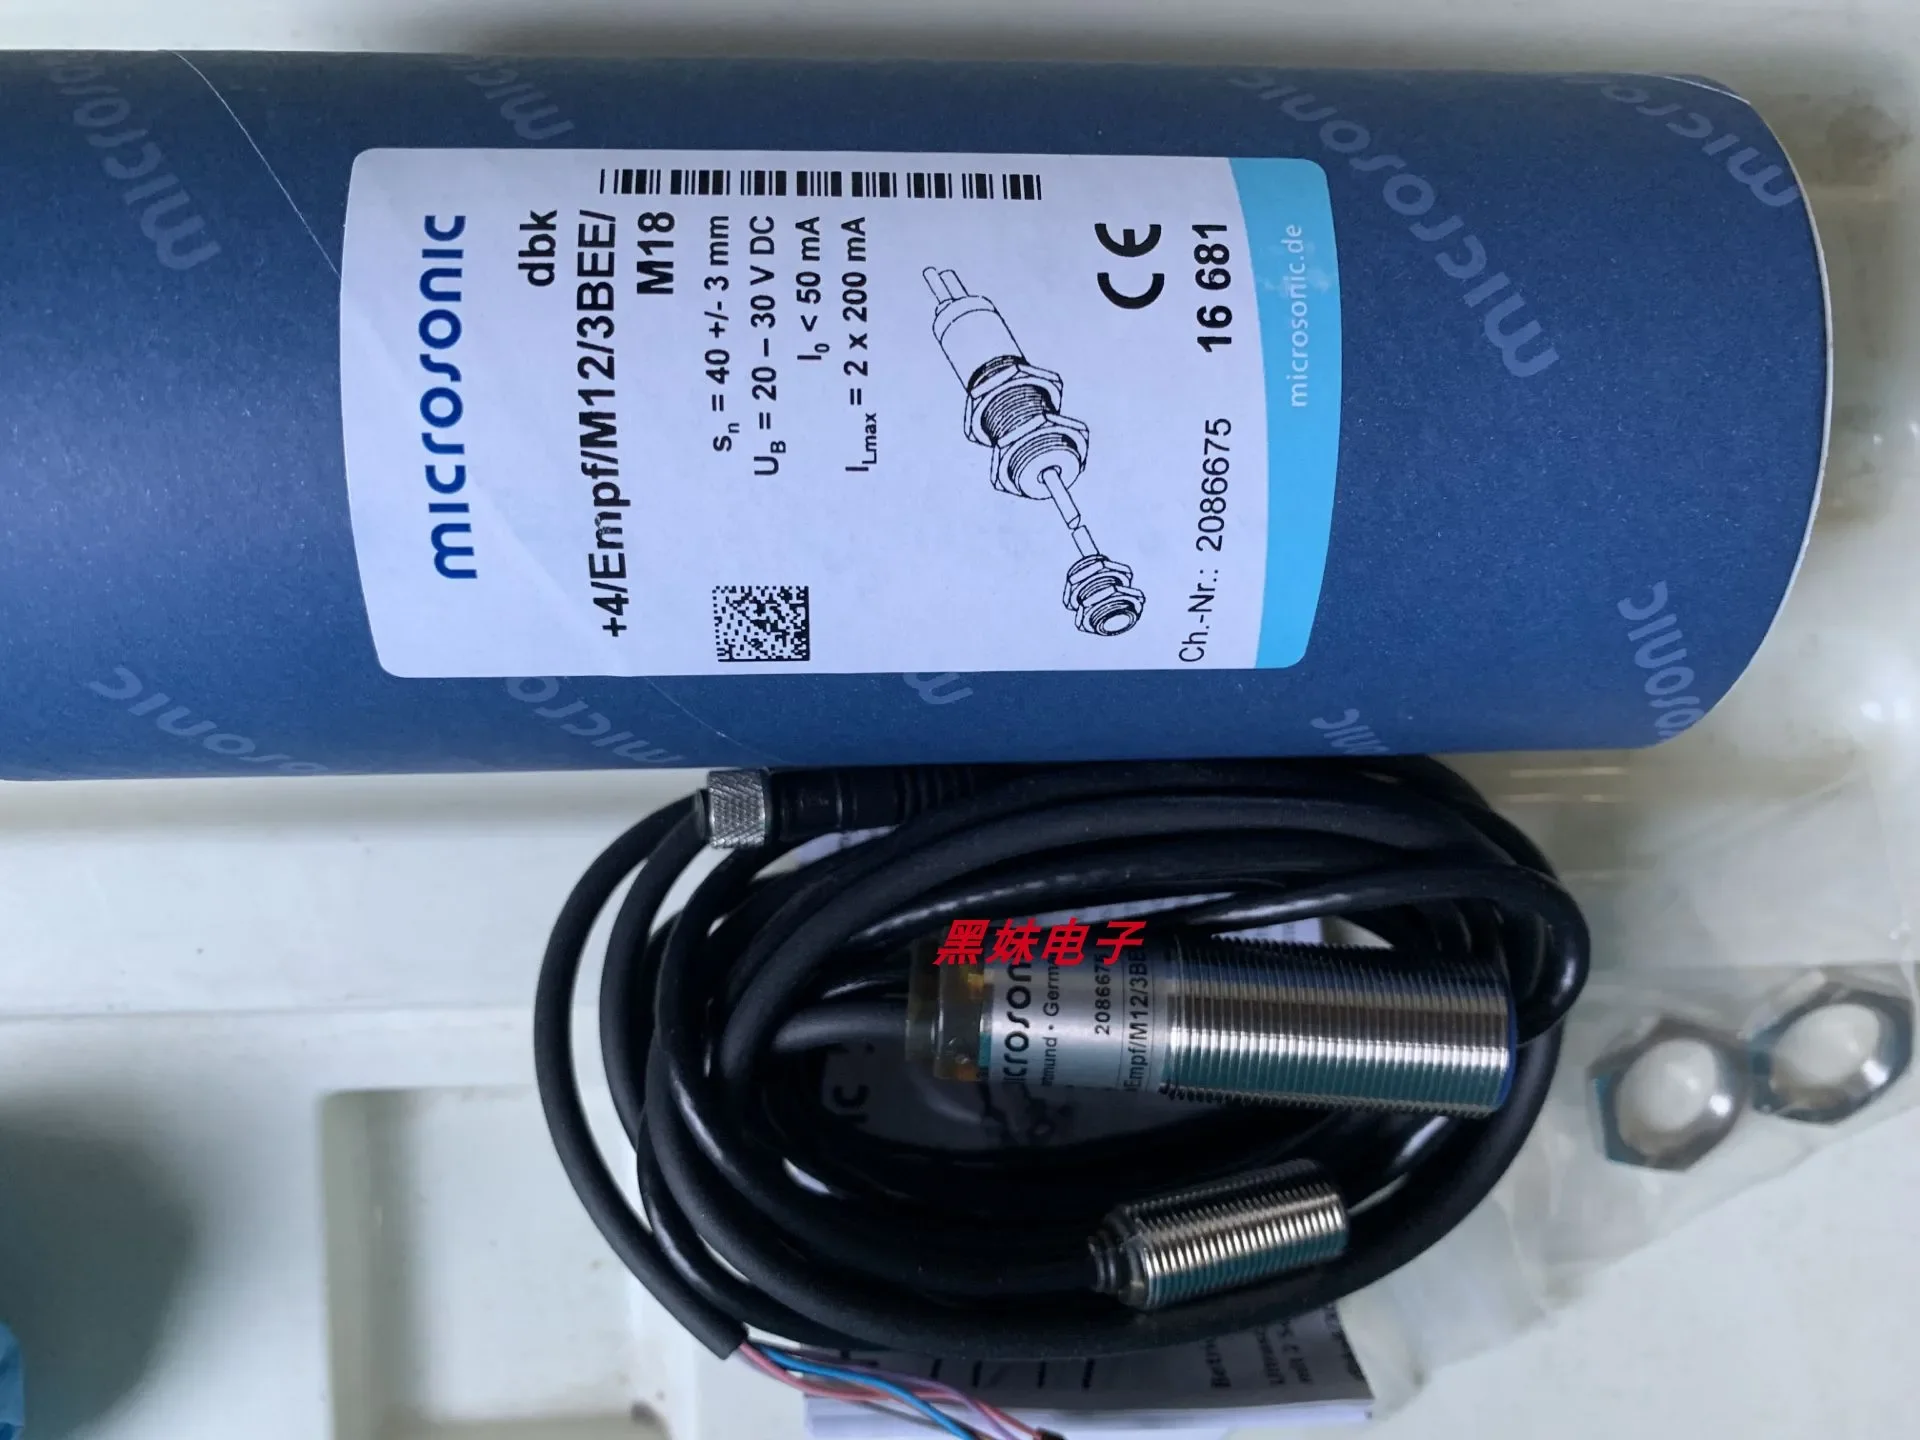 microsonic
dbk
+4/Empf/M12/3BEE/
M18
sn = 40 +/- 3 mm
UB = 20 – 30 V DC
I0 < 50 mA
ILmax = 2 x 200 mA
CE
Ch.-Nr.: 2086675 16 681
microsonic.de
microsonic
microsonic
microsonic
microsonic
黑妹电子
Empf/M12/3BE